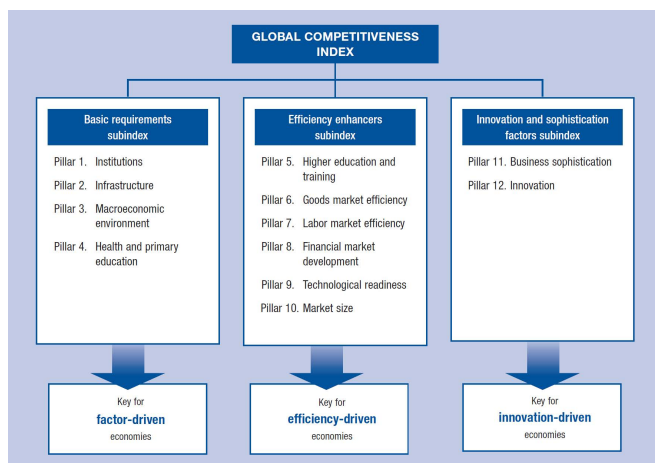 GLOBAL COMPETITIVENESS
INDEX
Basic requirements
subindex
Pillar 1. Institutions
Pillar 2. Infrastructure
Pillar 3. Macroeconomic
environment
Pillar 4. Health and primary
education
Key for
factor-driven
economies
Efficiency enhancers
subindex
Pillar 5. Higher education and
training
Pillar 6. Goods market efficiency
Pillar 7. Labor market efficiency
Pillar 8. Financial market
development
Pillar 9. Technological readiness
Pillar 10. Market size
Key for
efficiency-driven
economies
Innovation and sophistication
factors subindex
Pillar 11. Business sophistication
Pillar 12. Innovation
Key for
innovation-driven
economies